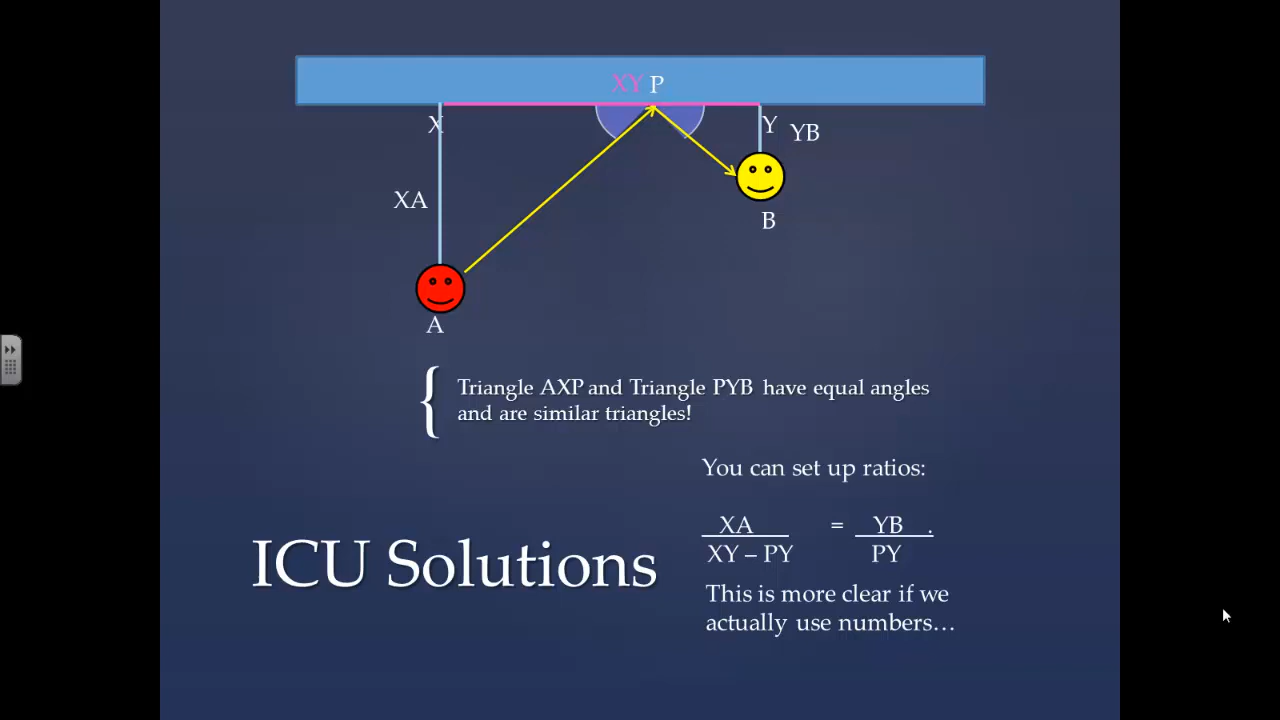 XY P
X
Y
YB
XA
B
A
Triangle AXP and Triangle PYB have equal angles
and are similar triangles!
You can set up ratios:
XA = YB .
XY – PY PY
ICU Solutions
This is more clear if we
actually use numbers…